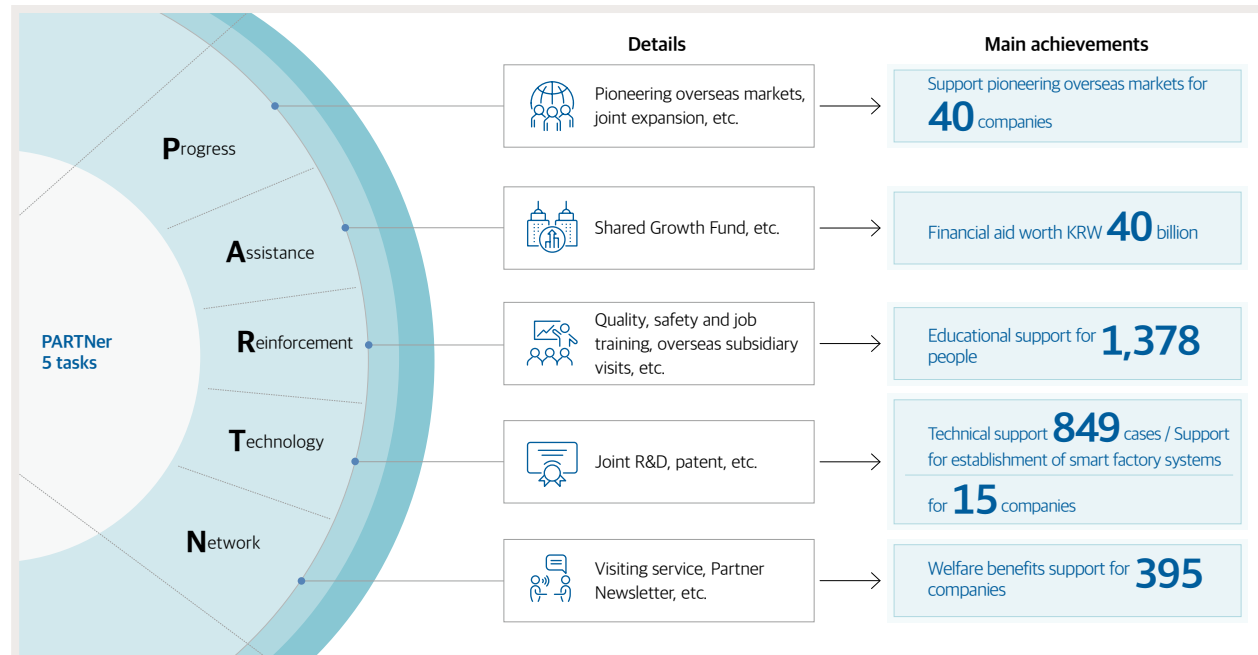 Details
Main achievements
PARTNer
5 tasks
Progress
Pioneering overseas markets,
joint expansion, etc.
Support pioneering overseas markets for
40 companies
Assistance
Shared Growth Fund, etc.
Financial aid worth KRW 40 billion
Reinforcement
Quality, safety and job
training, overseas subsidiary
visits, etc.
Educational support for 1,378
people
Technology
Joint R&D, patent, etc.
Technical support 849 cases / Support
for establishment of smart factory systems
for 15 companies
Network
Visiting service, Partner
Newsletter, etc.
Welfare benefits support for 395
companies